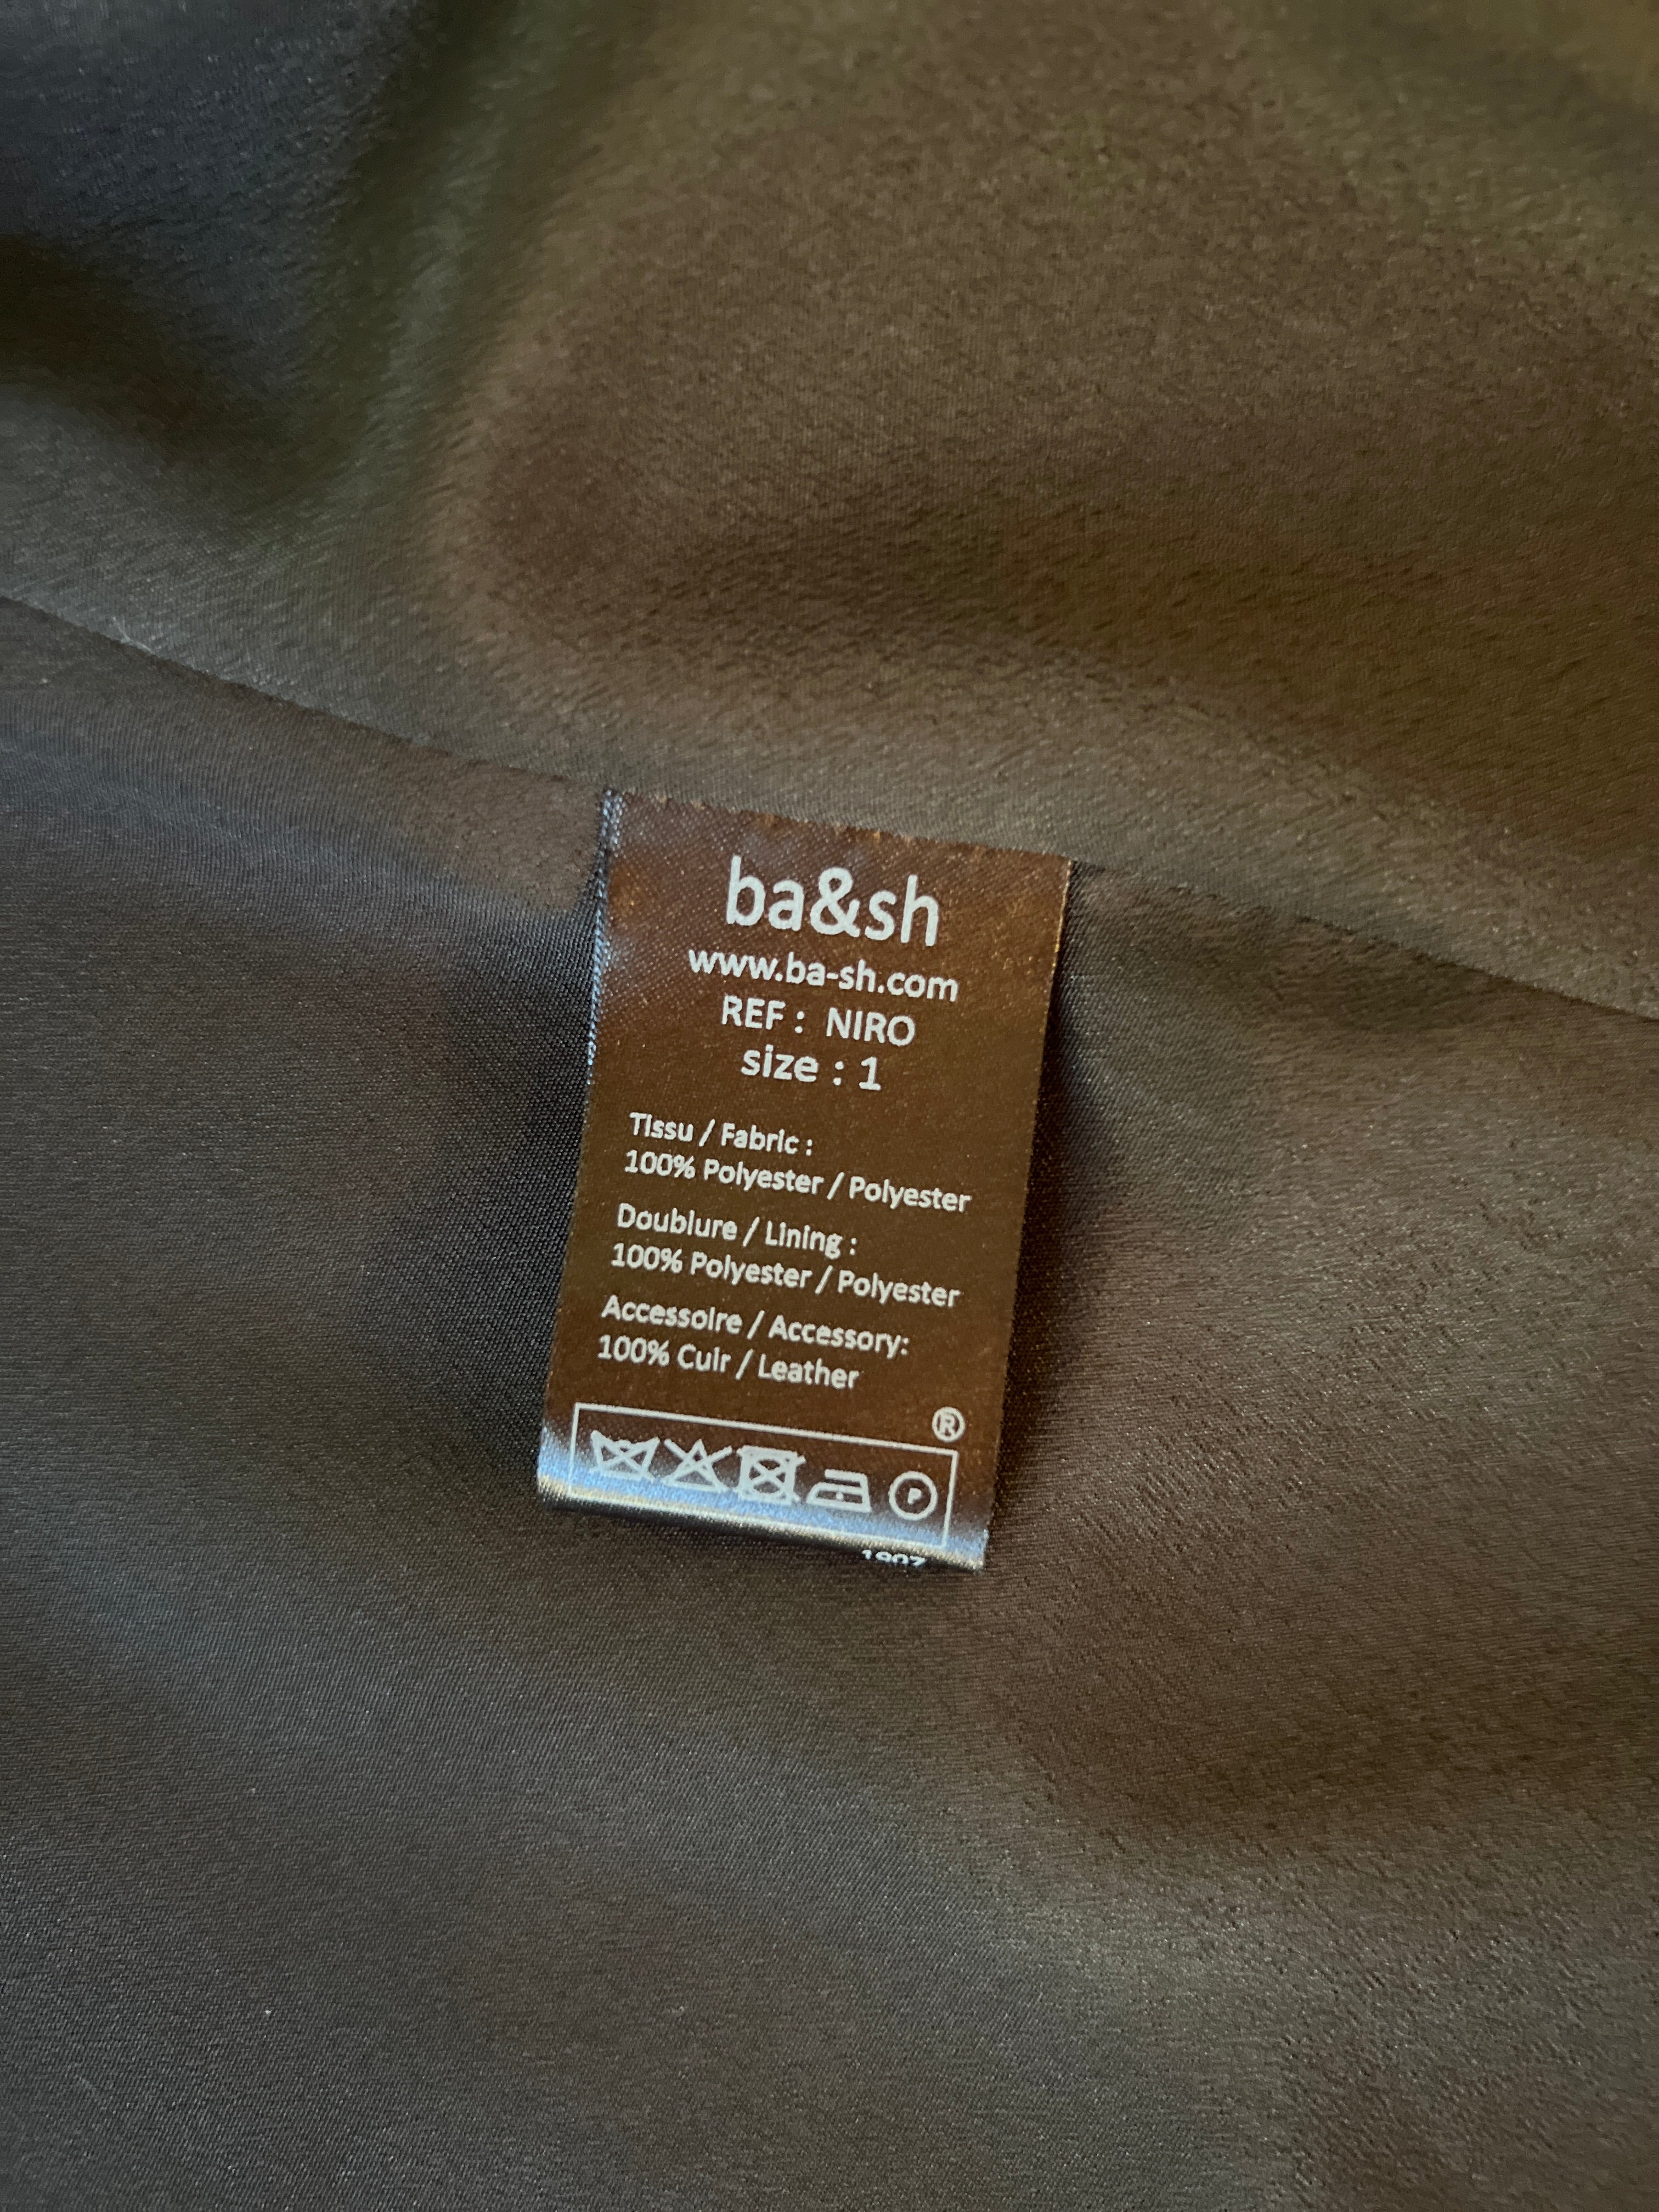 ba&sh
www.ba-sh.com
REF : NIRO
size : 1
Tissu / Fabric :
100% Polyester / Polyester
Doublure / Lining :
100% Polyester / Polyester
Accessoire / Accessory:
100% Cuir / Leather
®
P
1907